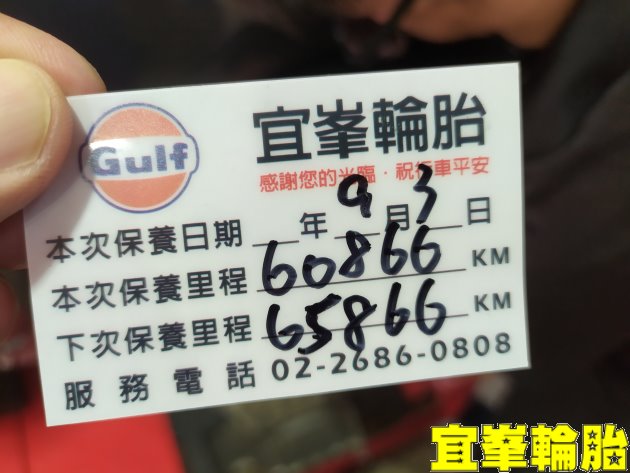 Gulf
宜峯輪胎
感謝您的光臨・祝行車平安
本次保養日期 年 9 月 3 日
本次保養里程 60866 KM
下次保養里程 65866 KM
服務電話 02-2686-0808
宜峯輪胎